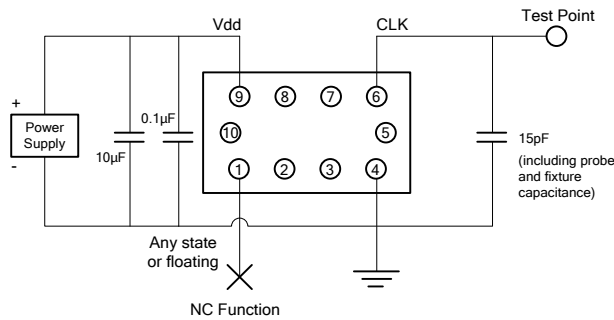 Test Point
Vdd
CLK
9
8
7
6
+
Power
Supply
-
0.1µF
10µF
10
5
15pF
(including probe
and fixture
capacitance)
1
2
3
4
Any state
or floating
NC Function